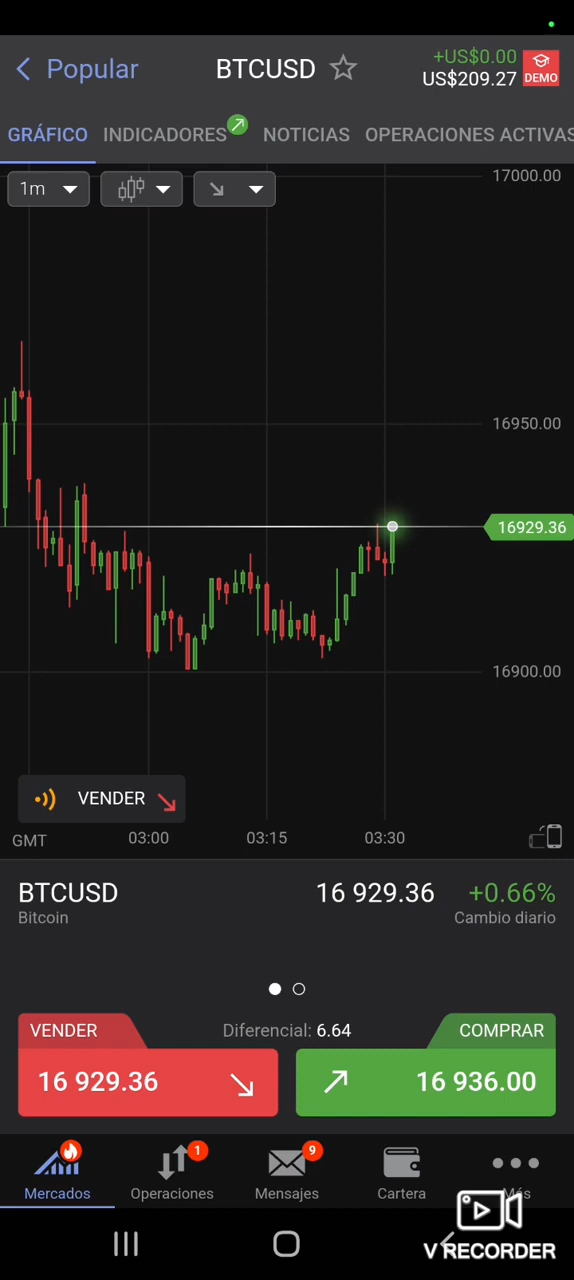 Popular
BTCUSD
+US$0.00
US$209.27
DEMO
GRÁFICO
INDICADORES
NOTICIAS
OPERACIONES ACTIVAS
1m
17000.00
16950.00
16929.36
16900.00
VENDER
GMT
03:00
03:15
03:30
BTCUSD
16 929.36
+0.66%
Bitcoin
Cambio diario
VENDER
Diferencial: 6.64
COMPRAR
16 929.36
16 936.00
1
9
Mercados
Operaciones
Mensajes
Cartera
Más
V RECORDER